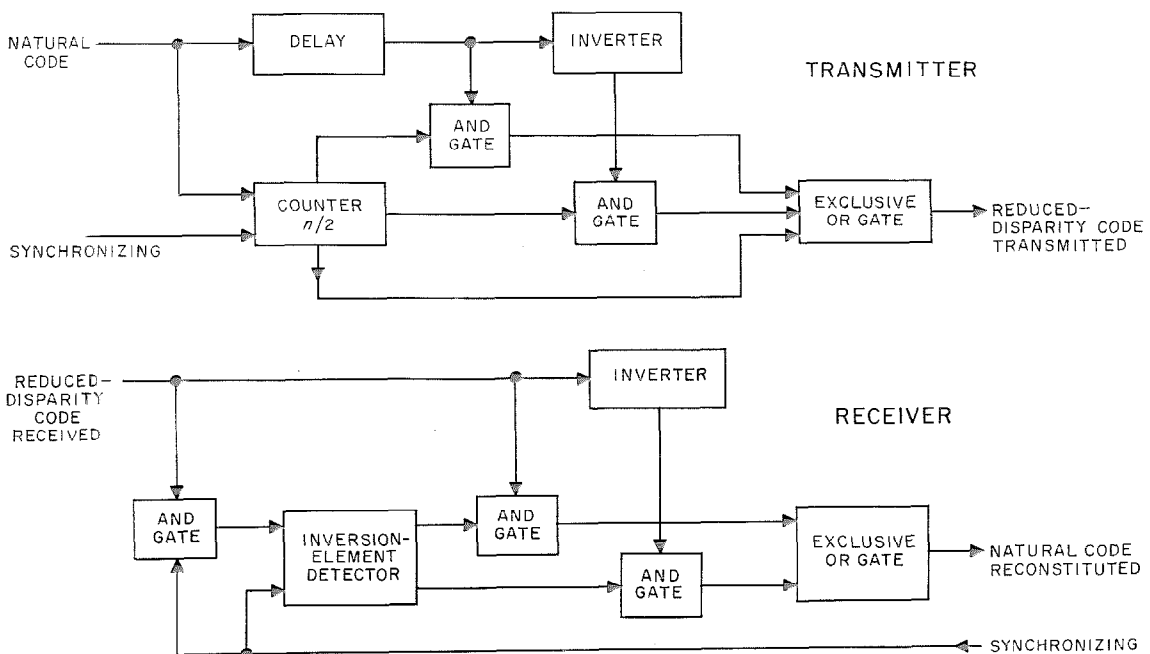 NATURAL
CODE
DELAY
INVERTER
TRANSMITTER
AND
GATE
COUNTER
n/2
AND
GATE
EXCLUSIVE
OR GATE
REDUCED-
DISPARITY CODE
TRANSMITTED
SYNCHRONIZING
REDUCED-
DISPARITY
CODE
RECEIVED
INVERTER
RECEIVER
AND
GATE
INVERSION-
ELEMENT
DETECTOR
AND
GATE
AND
GATE
EXCLUSIVE
OR GATE
NATURAL CODE
RECONSTITUTED
SYNCHRONIZING